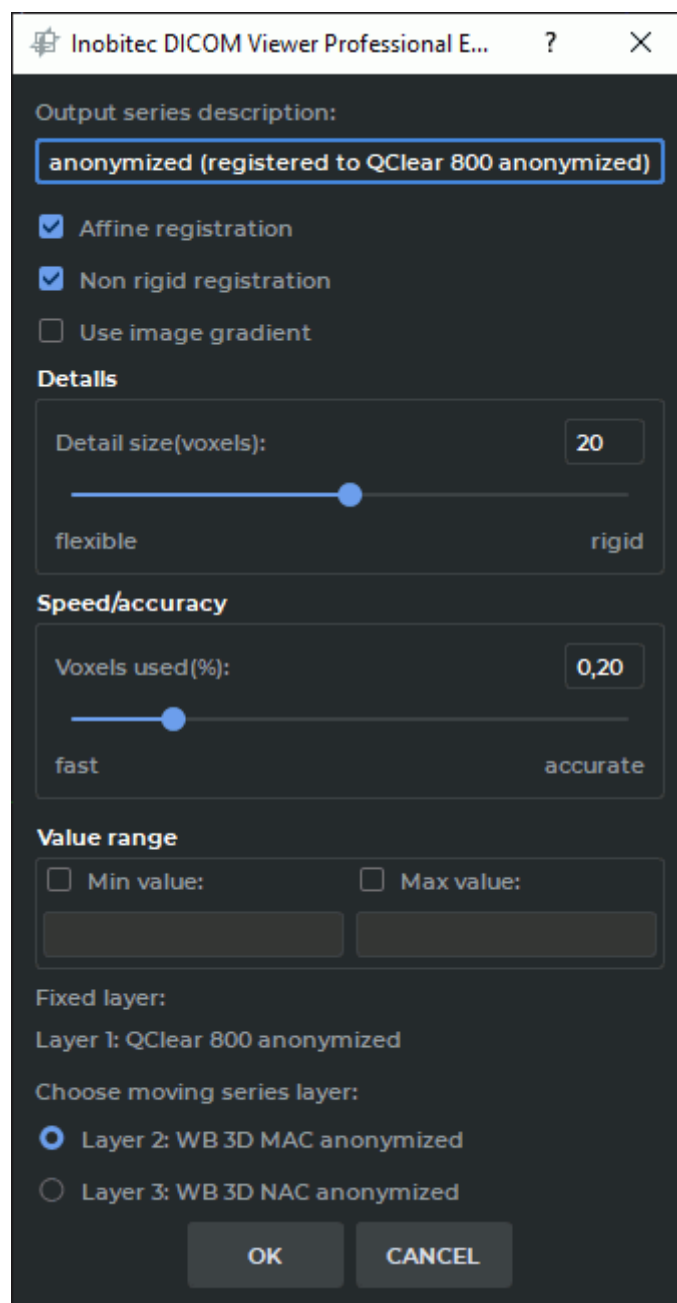 Inobitec DICOM Viewer Professional E... ? ×
Output series description:
anonymized (registered to QClear 800 anonymized)
Affine registration
Non rigid registration
Use image gradient
Details
Detail size(voxels): 20
flexible rigid
Speed/accuracy
Voxels used(%): 0,20
fast accurate
Value range
Min value: Max value:
Fixed layer:
Layer 1: QClear 800 anonymized
Choose moving series layer:
Layer 2: WB 3D MAC anonymized
Layer 3: WB 3D NAC anonymized
OK CANCEL